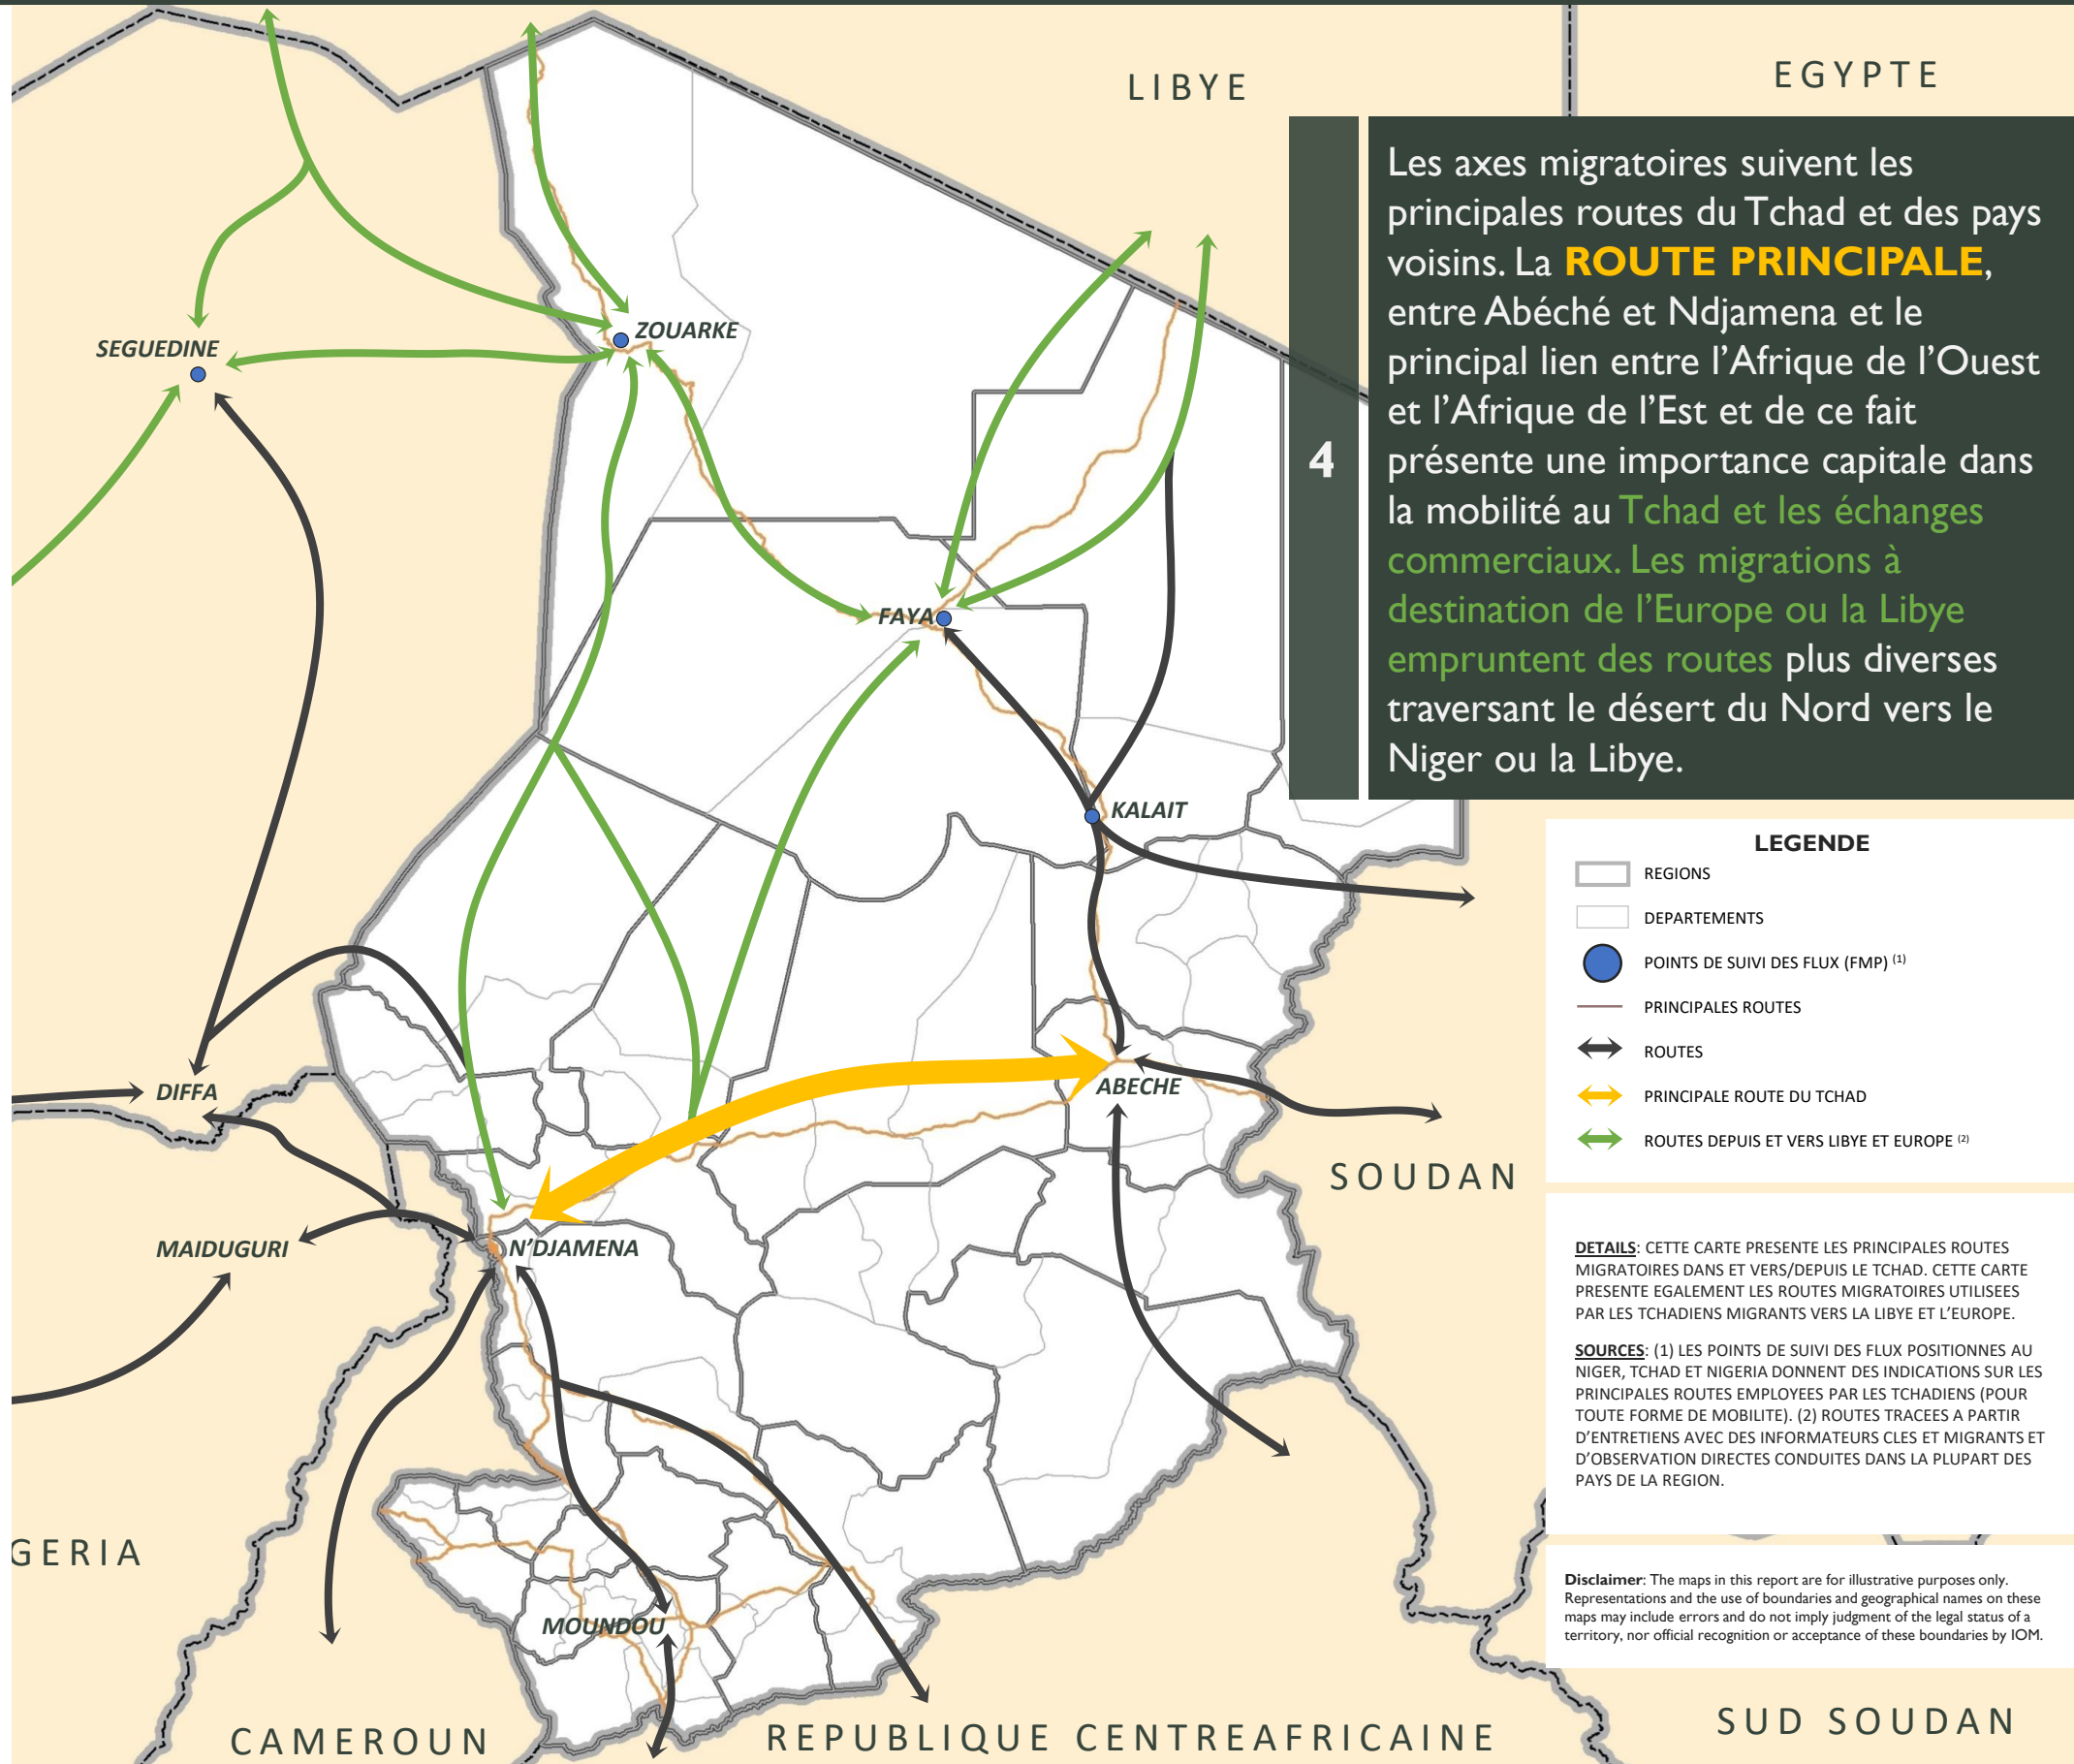 LIBYE
EGYPTE
4
Les axes migratoires suivent les
principales routes du Tchad et des pays
voisins. La ROUTE PRINCIPALE,
entre Abéché et Ndjamena et le
principal lien entre l'Afrique de l'Ouest
et l'Afrique de l'Est et de ce fait
présente une importance capitale dans
la mobilité au Tchad et les échanges
commerciaux. Les migrations à
destination de l'Europe ou la Libye
empruntent des routes plus diverses
traversant le désert du Nord vers le
Niger ou la Libye.
ZOUARKE
SEGUEDINE
FAYA
KALAIT
DIFFA
ABECHE
SOUDAN
MAIDUGURI
N'DJAMENA
GERIA
MOUNDOU
CAMEROUN
REPUBLIQUE CENTREAFRICAINE
SUD SOUDAN
LEGENDE
REGIONS
DEPARTEMENTS
POINTS DE SUIVI DES FLUX (FMP) (1)
PRINCIPALES ROUTES
ROUTES
PRINCIPALE ROUTE DU TCHAD
ROUTES DEPUIS ET VERS LIBYE ET EUROPE (2)
DETAILS: CETTE CARTE PRESENTE LES PRINCIPALES ROUTES
MIGRATOIRES DANS ET VERS/DEPUIS LE TCHAD. CETTE CARTE
PRESENTE EGALEMENT LES ROUTES MIGRATOIRES UTILISEES
PAR LES TCHADIENS MIGRANTS VERS LA LIBYE ET L'EUROPE.
SOURCES: (1) LES POINTS DE SUIVI DES FLUX POSITIONNES AU
NIGER, TCHAD ET NIGERIA DONNENT DES INDICATIONS SUR LES
PRINCIPALES ROUTES EMPLOYEES PAR LES TCHADIENS (POUR
TOUTE FORME DE MOBILITE). (2) ROUTES TRACEES A PARTIR
D'ENTRETIENS AVEC DES INFORMATEURS CLES ET MIGRANTS ET
D'OBSERVATION DIRECTES CONDUITES DANS LA PLUPART DES
PAYS DE LA REGION.
Disclaimer: The maps in this report are for illustrative purposes only.
Representations and the use of boundaries and geographical names on these
maps may include errors and do not imply judgment of the legal status of a
territory, nor official recognition or acceptance of these boundaries by IOM.